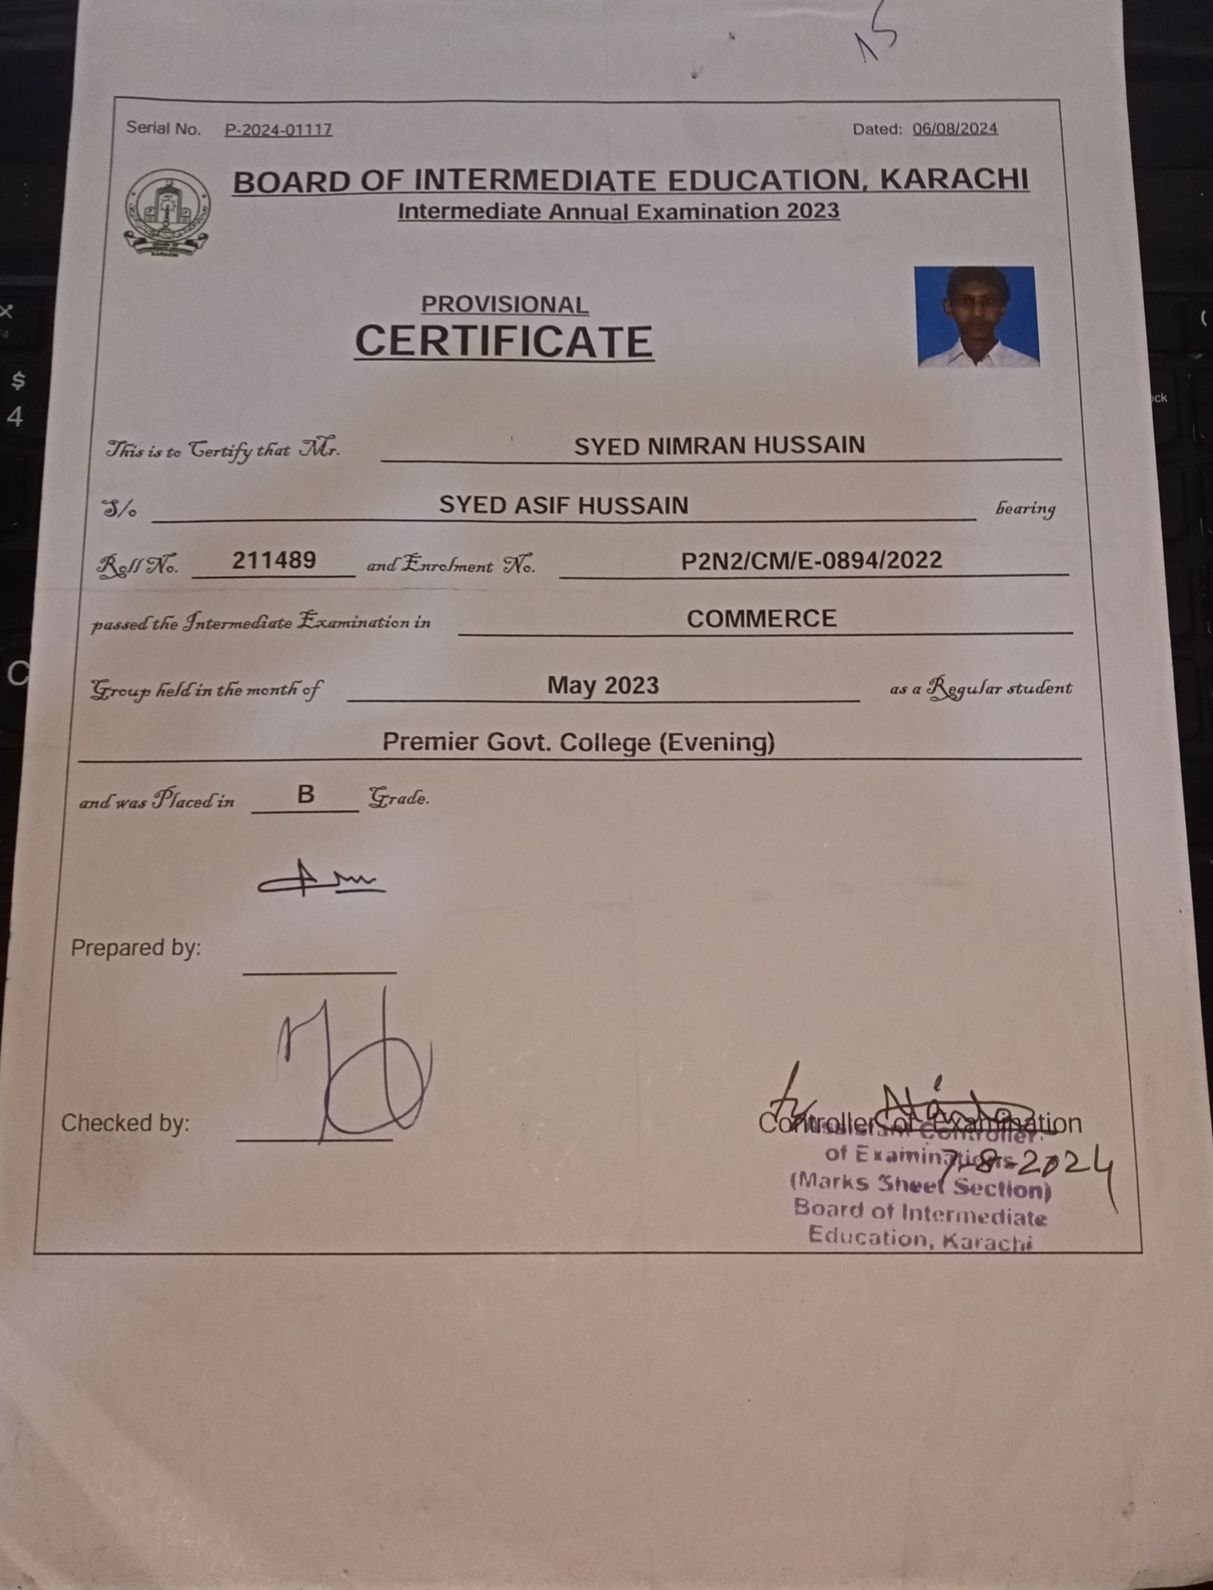 15
Serial No. P-2024-01117 Dated: 06/08/2024
BOARD OF INTERMEDIATE EDUCATION, KARACHI
Intermediate Annual Examination 2023
PROVISIONAL
CERTIFICATE
This is to Certify that Mr. SYED NIMRAN HUSSAIN
S/o SYED ASIF HUSSAIN bearing
Roll No. 211489 and Enrolment No. P2N2/CM/E-0894/2022
passed the Intermediate Examination in COMMERCE
Group held in the month of May 2023 as a Regular student
Premier Govt. College (Evening)
and was Placed in B Grade.
Prepared by:
Checked by:
Controller of Examination
Controller
of Examinations
7-8-2024
(Marks Sheet Section)
Board of Intermediate
Education, Karachi
$
4
C